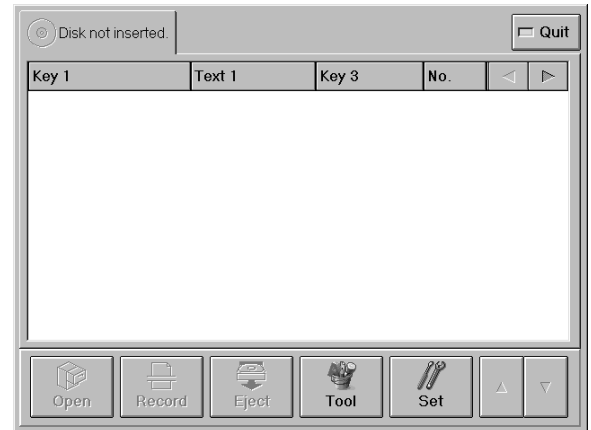 Disk not inserted.
Quit
Key 1 Text 1 Key 3 No.
Open Record Eject Tool Set